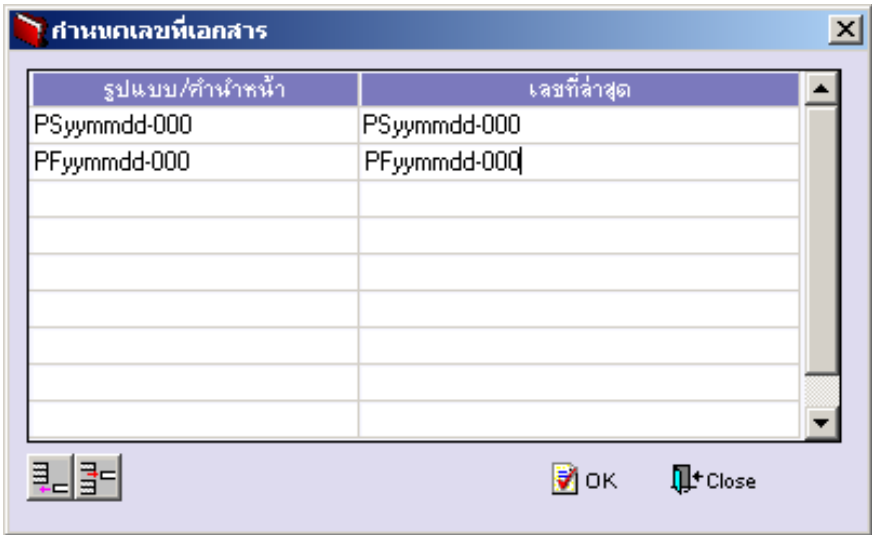 กำหนดเลขที่เอกสาร
รูปแบบ/คำนำหน้า เลขที่ล่าสุด
PSyymmdd-000 PSyymmdd-000
PFyymmdd-000 PFyymmdd-000
OK Close